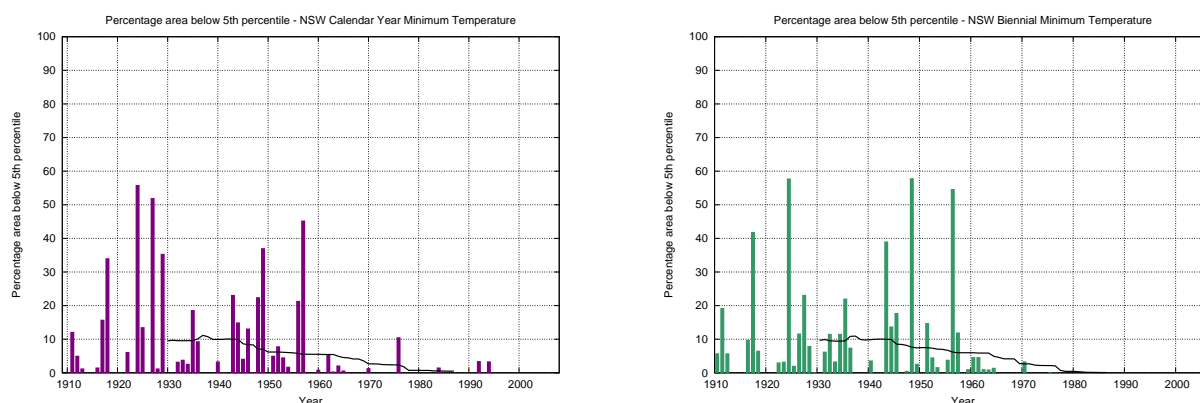 Percentage area below 5th percentile - NSW Calendar Year Minimum Temperature
100
90
80
70
60
50
40
30
20
10
0
Percentage area below 5th percentile
1910 1920 1930 1940 1950 1960 1970 1980 1990 2000
Year
Percentage area below 5th percentile - NSW Biennial Minimum Temperature
100
90
80
70
60
50
40
30
20
10
0
Percentage area below 5th percentile
1910 1920 1930 1940 1950 1960 1970 1980 1990 2000
Year